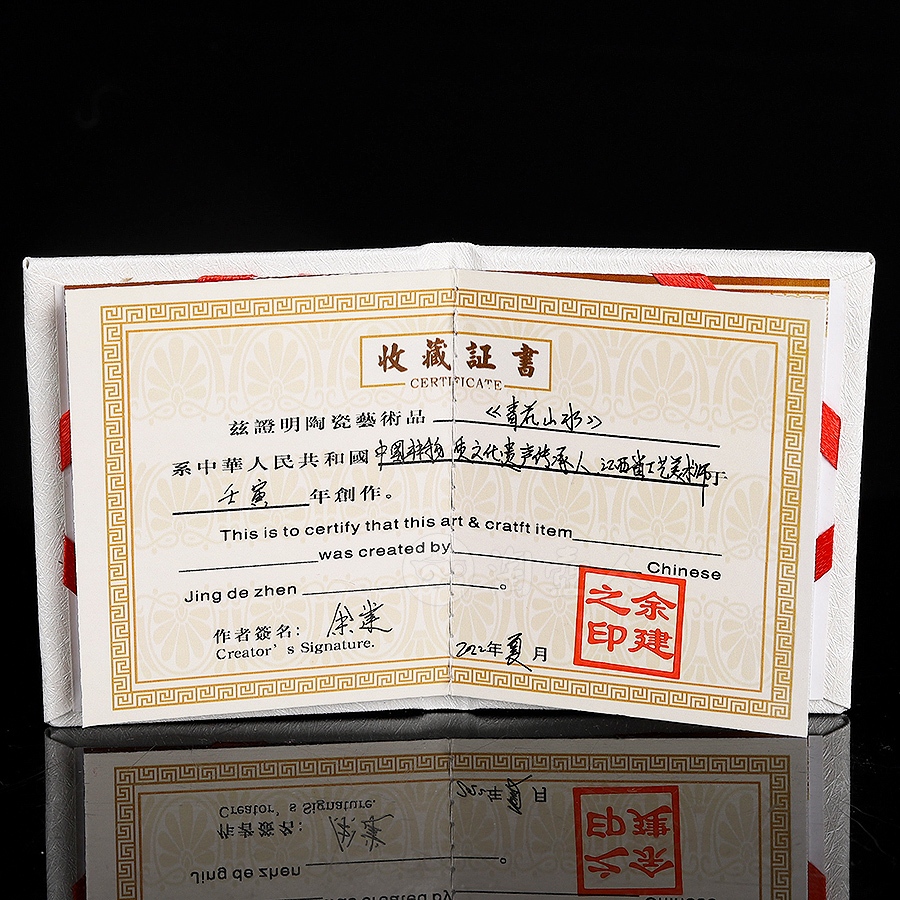 收藏証書
CERTIFICATE
兹證明陶瓷藝術品《青花山水》
系中華人民共和國中國非物质文化遗产传承人 江西省工艺美术师于
壬寅年創作。
This is to certify that this art & cratft item
was created by Chinese
Jing de zhen 。
作者簽名: 余
Creator's Signature.
2022年夏月
余建之印